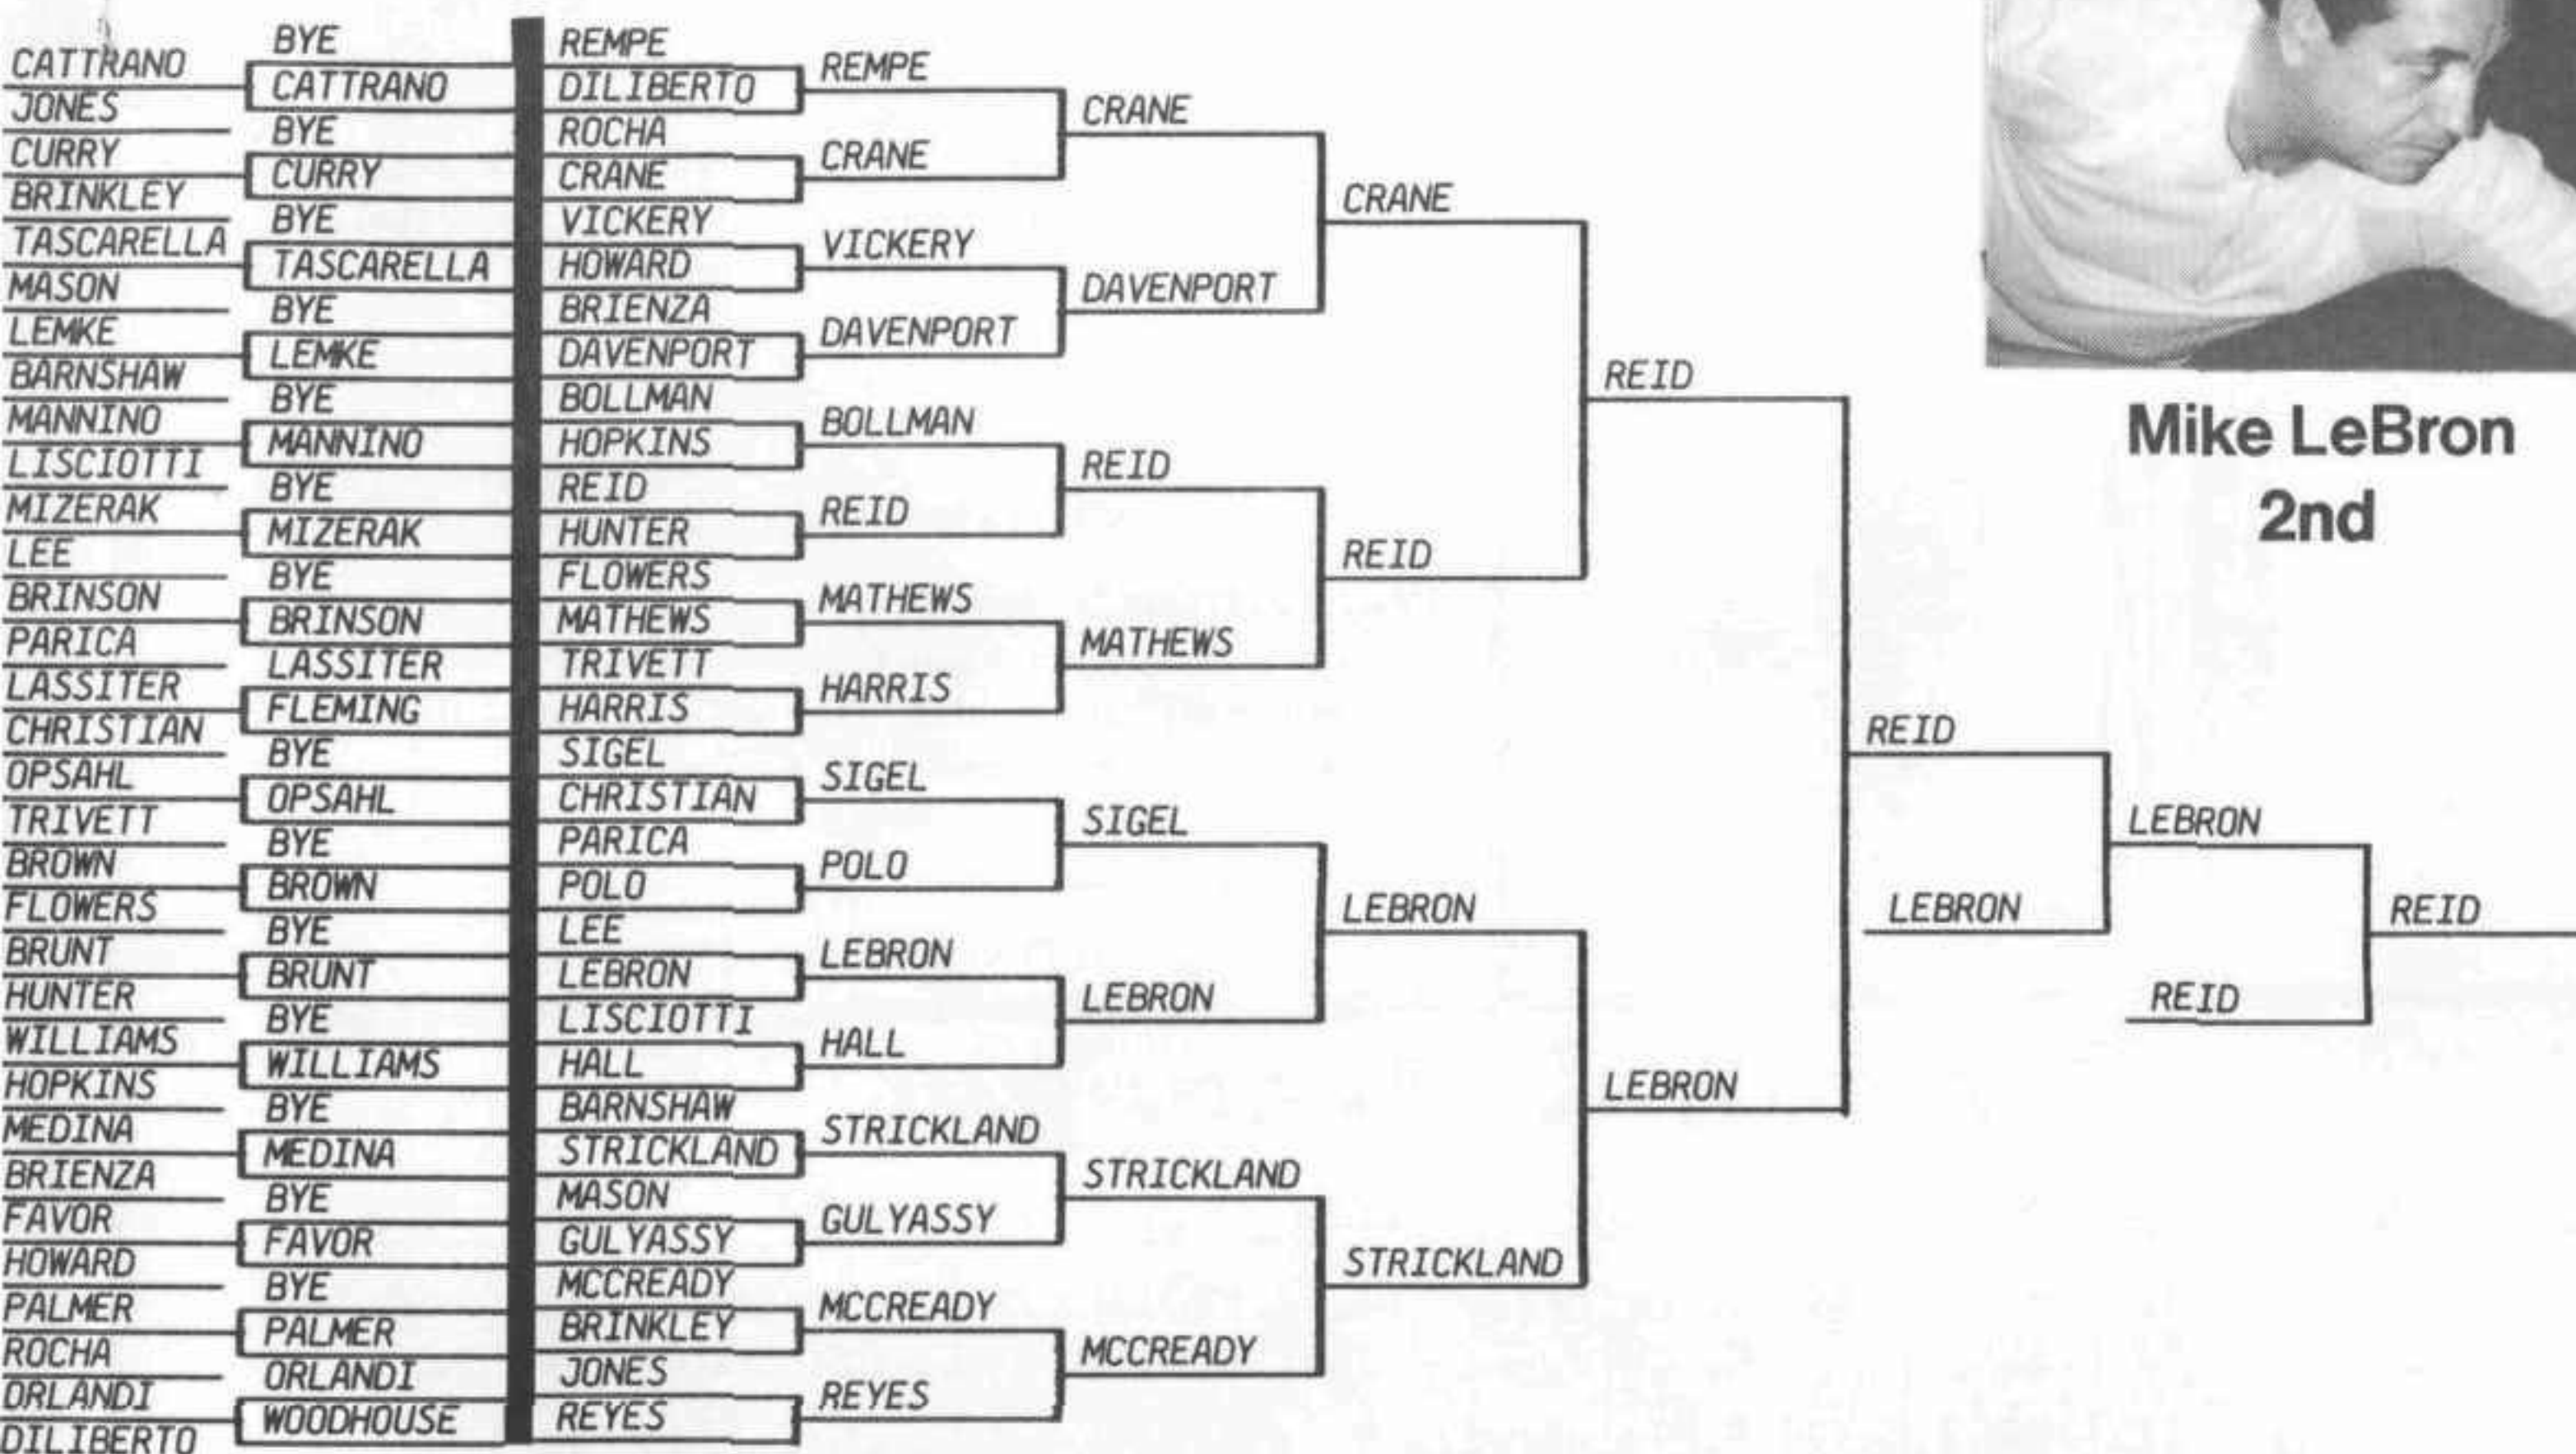 CATTRANO
JONES
CURRY
BRINKLEY
TASCARELLA
MASON
LEMKE
BARNSHAW
MANNINO
LISCIOTTI
MIZERAK
LEE
BRINSON
PARICA
LASSITER
CHRISTIAN
OPSAHL
TRIVETT
BROWN
FLOWERS
BRUNT
HUNTER
WILLIAMS
HOPKINS
MEDINA
BRIENZA
FAVOR
HOWARD
PALMER
ROCHA
ORLANDI
DILIBERTO
BYE
CATTRANO
BYE
CURRY
BYE
TASCARELLA
BYE
LEMKE
BYE
MANNINO
BYE
MIZERAK
BYE
BRINSON
LASSITER
FLEMING
BYE
OPSAHL
BYE
BROWN
BYE
BRUNT
BYE
WILLIAMS
BYE
MEDINA
BYE
FAVOR
BYE
PALMER
ORLANDI
WOODHOUSE
REMPE
DILIBERTO
ROCHA
CRANE
VICKERY
HOWARD
BRIENZA
DAVENPORT
BOLLMAN
HOPKINS
REID
HUNTER
FLOWERS
MATHEWS
TRIVETT
HARRIS
SIGEL
CHRISTIAN
PARICA
POLO
LEE
LEBRON
LISCIOTTI
HALL
BARNSHAW
STRICKLAND
MASON
GULYASSY
MCCREADY
BRINKLEY
JONES
REYES
REMPE
CRANE
VICKERY
DAVENPORT
BOLLMAN
REID
MATHEWS
HARRIS
SIGEL
POLO
LEBRON
HALL
STRICKLAND
GULYASSY
MCCREADY
REYES
CRANE
DAVENPORT
REID
MATHEWS
SIGEL
LEBRON
STRICKLAND
MCCREADY
CRANE
REID
LEBRON
STRICKLAND
REID
LEBRON
REID
LEBRON
LEBRON
REID
REID
Mike LeBron
2nd